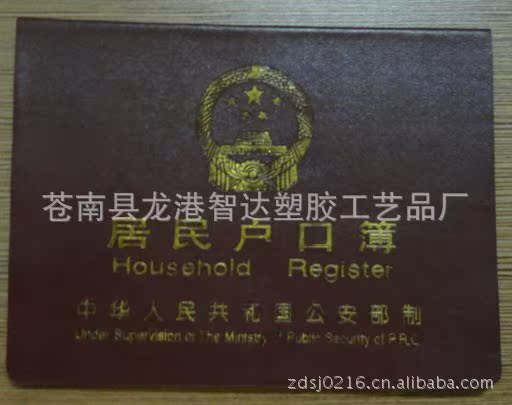 苍南县龙港智达塑胶工艺品厂
居民户口簿
Household Register
中华人民共和国公安部制
Under Supervision of The Ministry of Public Security of P.R.C
zdsj0216.cn.alibaba.com